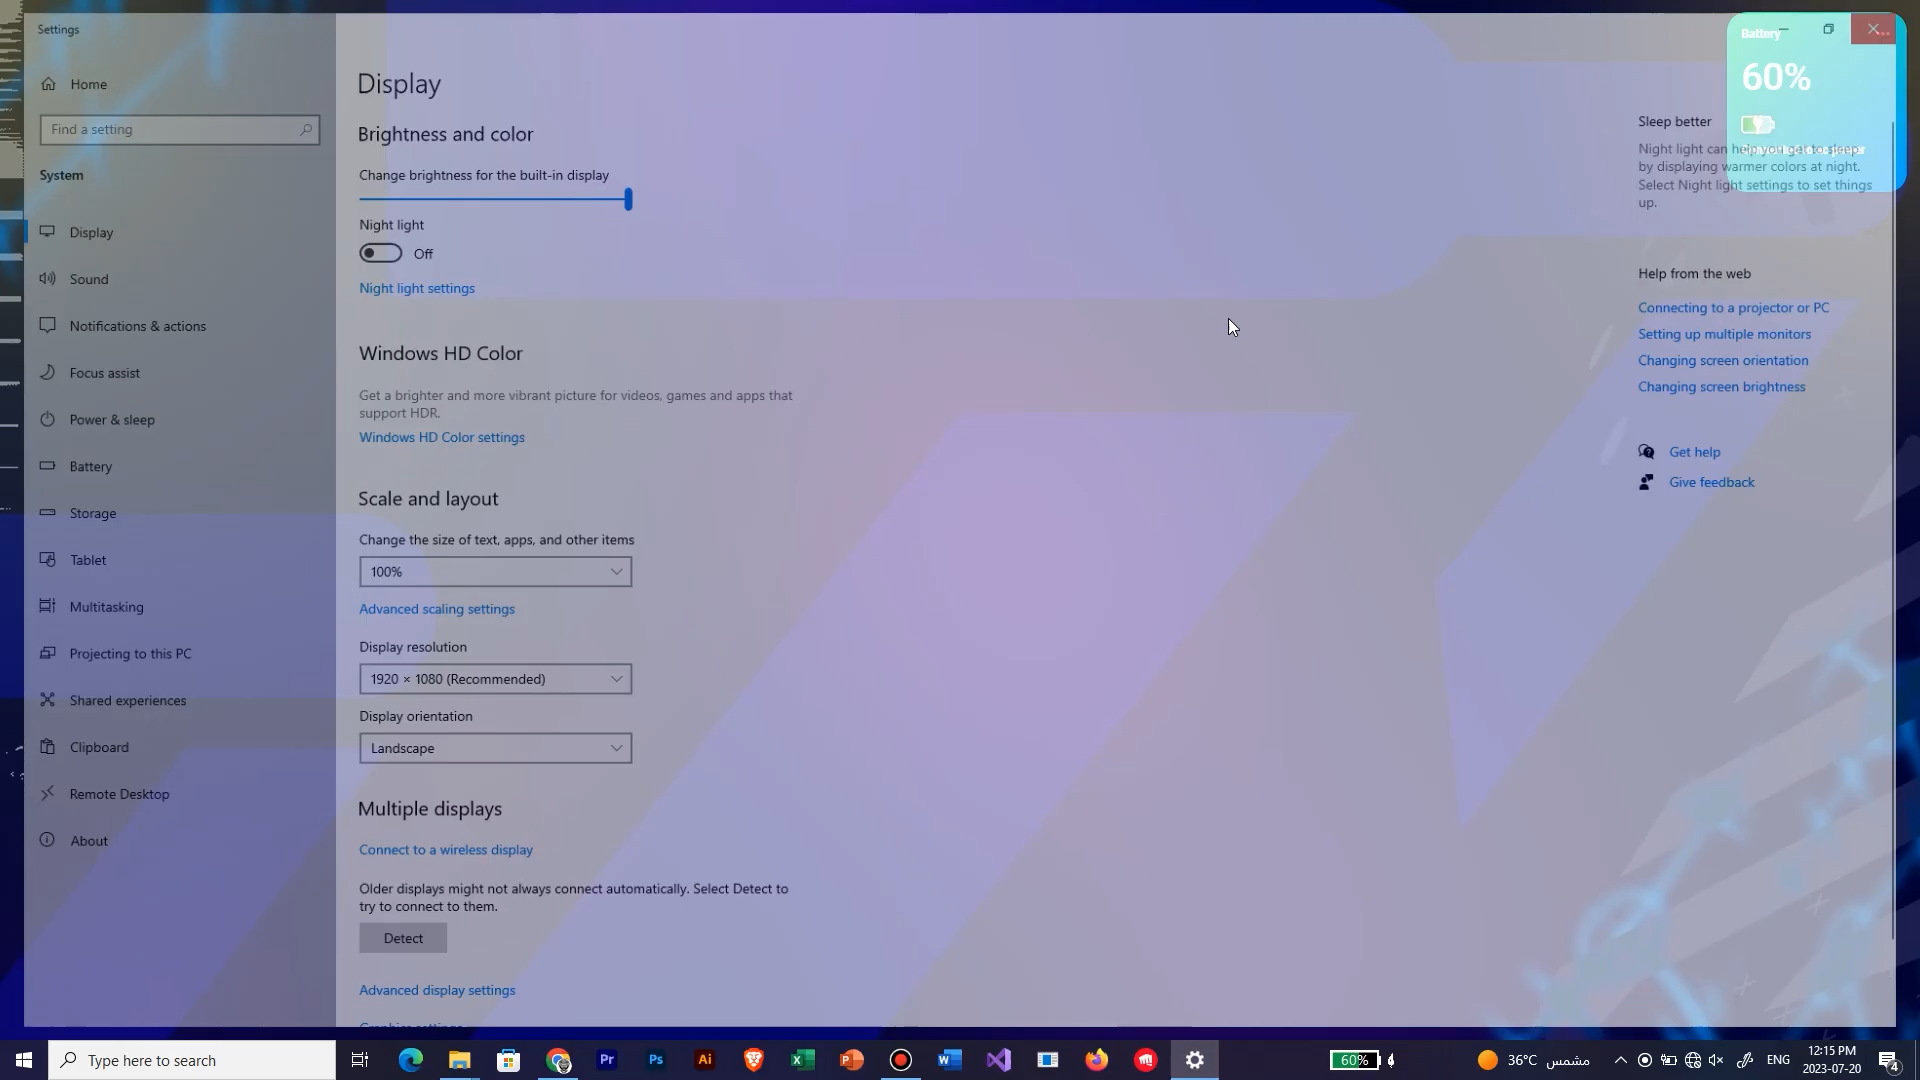 Settings
Home
Find a setting
System
Display
Sound
Notifications & actions
Focus assist
Power & sleep
Battery
Storage
Tablet
Multitasking
Projecting to this PC
Shared experiences
Clipboard
Remote Desktop
About
Display
Brightness and color
Change brightness for the built-in display
Night light
Off
Night light settings
Windows HD Color
Get a brighter and more vibrant picture for videos, games and apps that
support HDR.
Windows HD Color settings
Scale and layout
Change the size of text, apps, and other items
100%
Advanced scaling settings
Display resolution
1920 × 1080 (Recommended)
Display orientation
Landscape
Multiple displays
Connect to a wireless display
Older displays might not always connect automatically. Select Detect to
try to connect to them.
Detect
Advanced display settings
Graphics settings
Battery
60%
Sleep better
Night light can help you get to sleep
by displaying warmer colors at night.
Select Night light settings to set things
up.
Help from the web
Connecting to a projector or PC
Setting up multiple monitors
Changing screen orientation
Changing screen brightness
Get help
Give feedback
Type here to search
Pr
Ps
Ai
60%
36°C مشمس
ENG
12:15 PM
2023-07-20
4